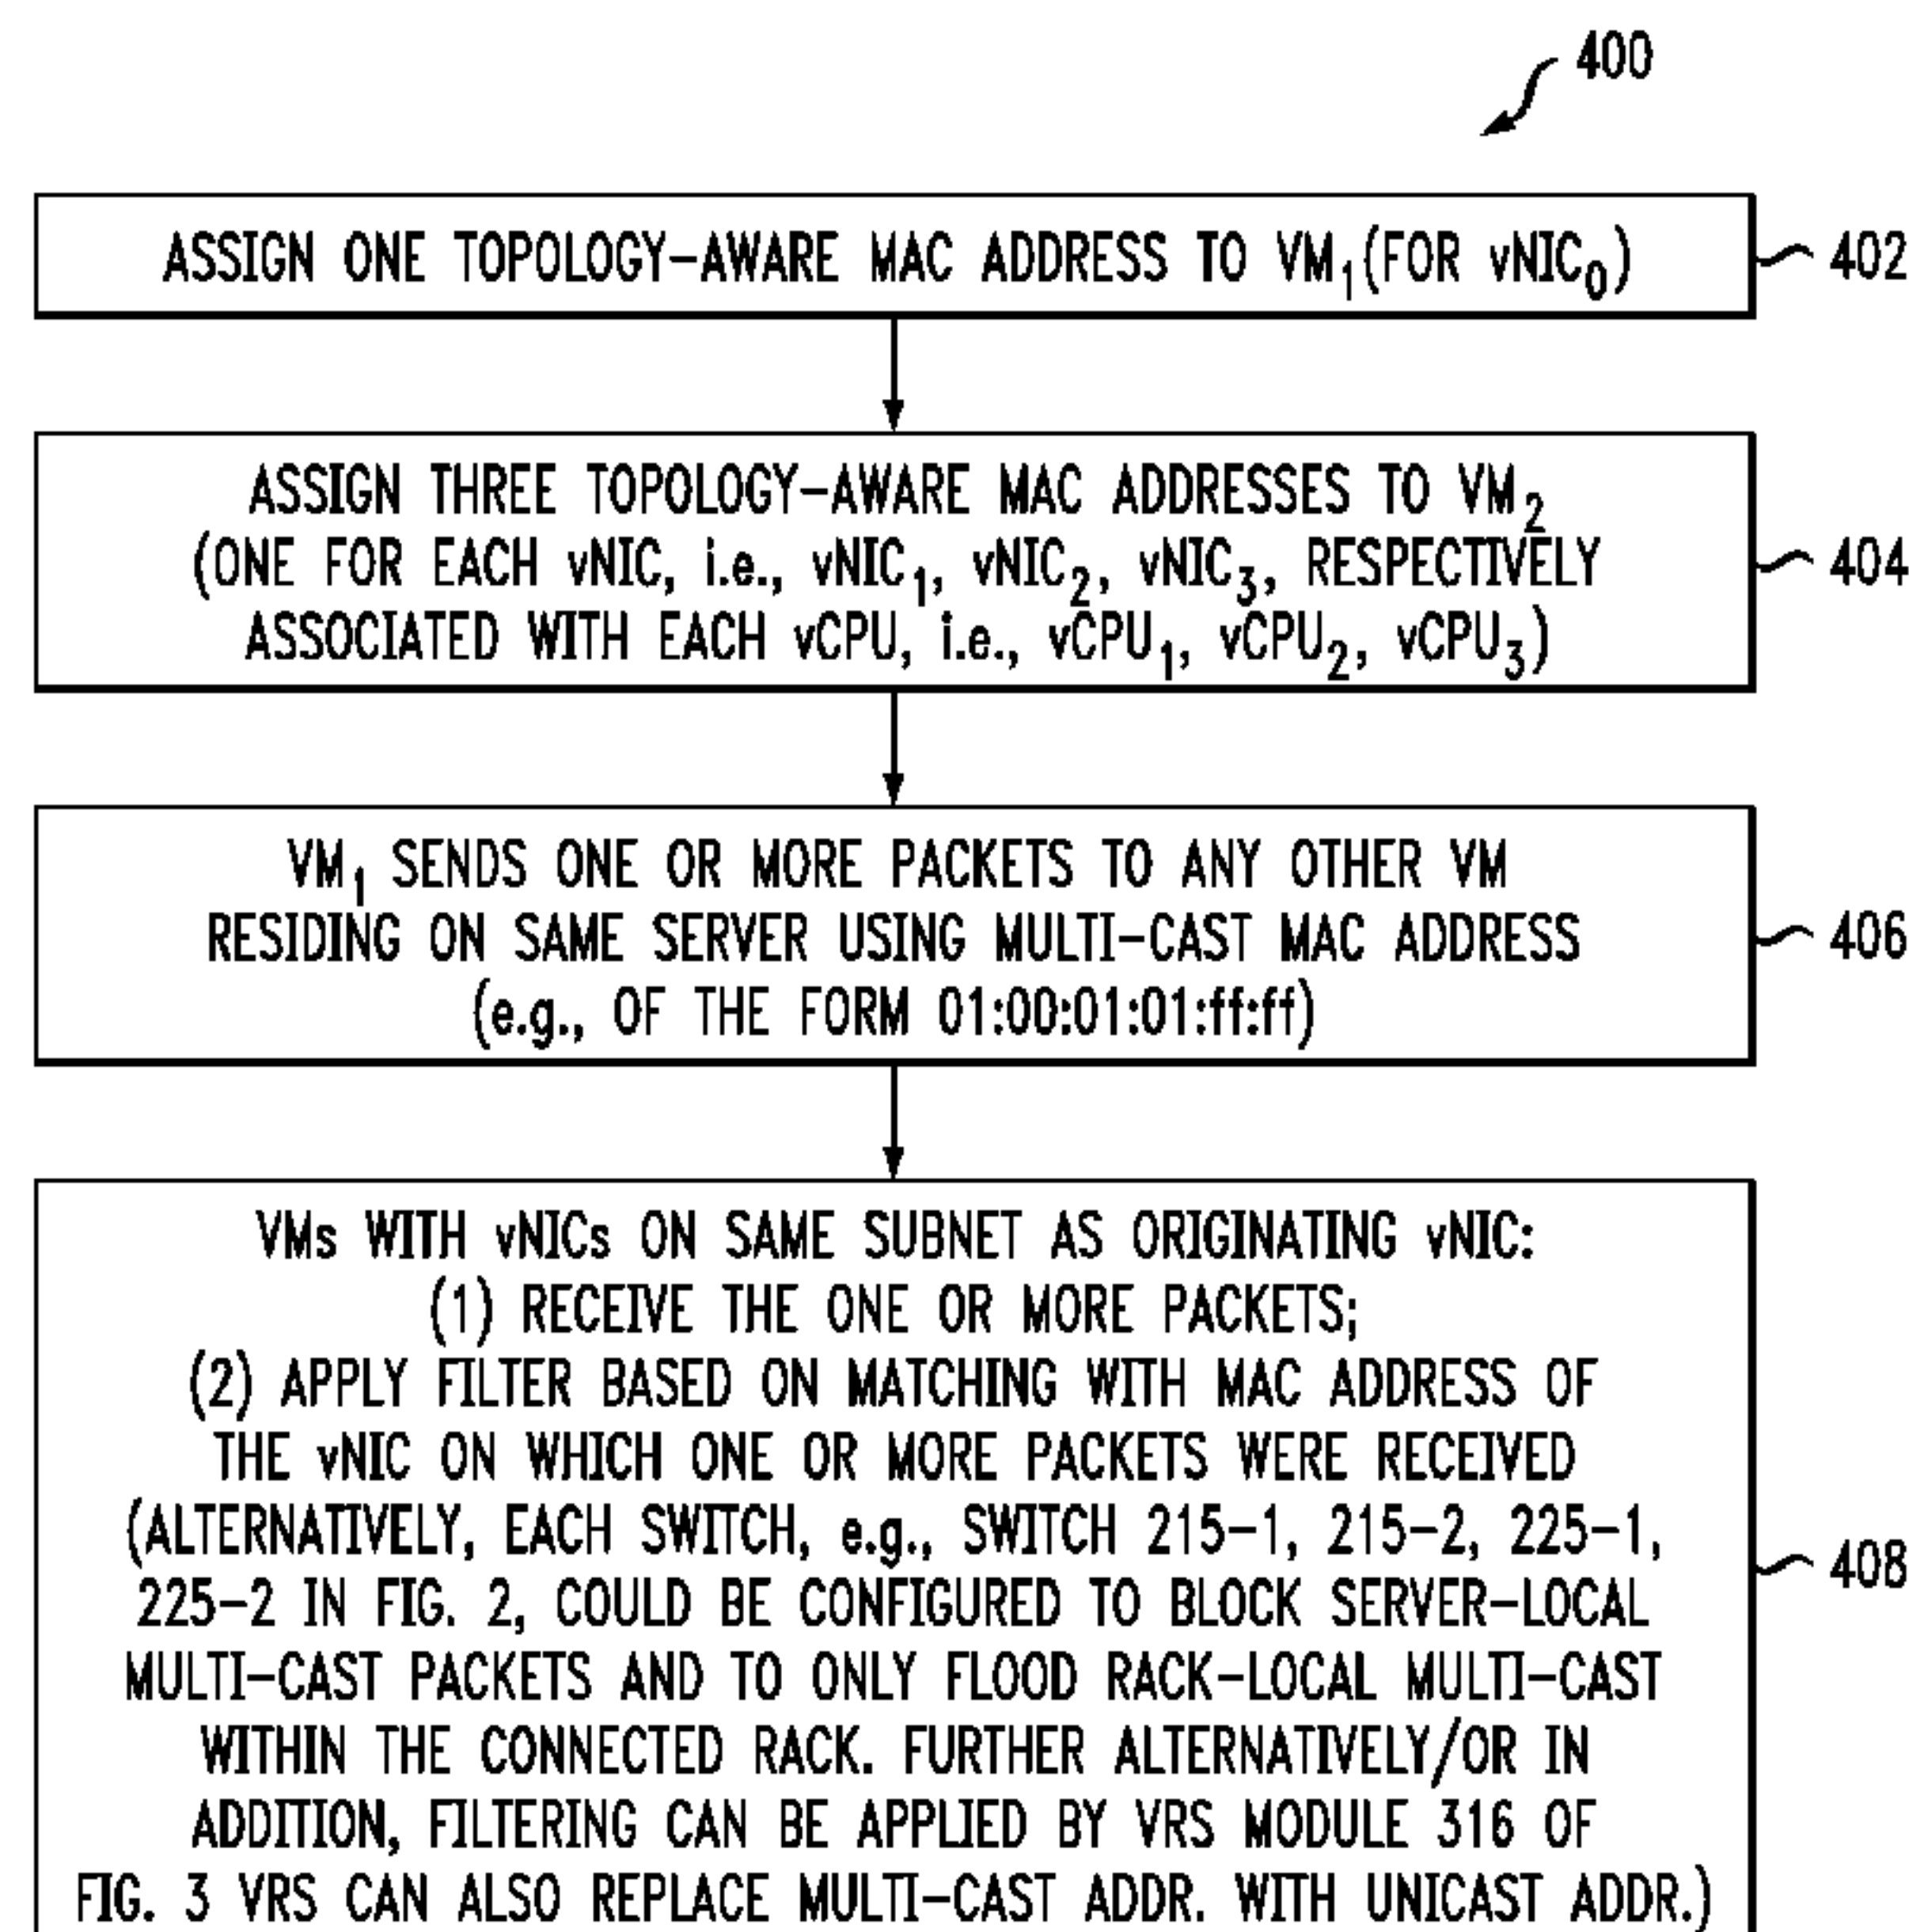 400
ASSIGN ONE TOPOLOGY-AWARE MAC ADDRESS TO VM1(FOR vNIC0)
402
ASSIGN THREE TOPOLOGY-AWARE MAC ADDRESSES TO VM2
(ONE FOR EACH vNIC, i.e., vNIC1, vNIC2, vNIC3, RESPECTIVELY
ASSOCIATED WITH EACH vCPU, i.e., vCPU1, vCPU2, vCPU3)
404
VM1 SENDS ONE OR MORE PACKETS TO ANY OTHER VM
RESIDING ON SAME SERVER USING MULTI-CAST MAC ADDRESS
(e.g., OF THE FORM 01:00:01:01:ff:ff)
406
VMs WITH vNICs ON SAME SUBNET AS ORIGINATING vNIC:
(1) RECEIVE THE ONE OR MORE PACKETS;
(2) APPLY FILTER BASED ON MATCHING WITH MAC ADDRESS OF
THE vNIC ON WHICH ONE OR MORE PACKETS WERE RECEIVED
(ALTERNATIVELY, EACH SWITCH, e.g., SWITCH 215-1, 215-2, 225-1,
225-2 IN FIG. 2, COULD BE CONFIGURED TO BLOCK SERVER-LOCAL
MULTI-CAST PACKETS AND TO ONLY FLOOD RACK-LOCAL MULTI-CAST
WITHIN THE CONNECTED RACK. FURTHER ALTERNATIVELY/OR IN
ADDITION, FILTERING CAN BE APPLIED BY VRS MODULE 316 OF
FIG. 3 VRS CAN ALSO REPLACE MULTI-CAST ADDR. WITH UNICAST ADDR.)
408